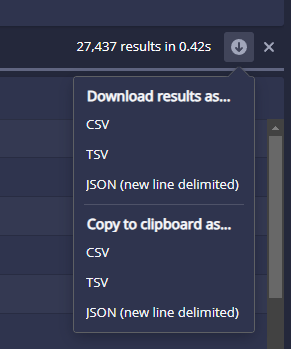 27,437 results in 0.42s
Download results as...
CSV
TSV
JSON (new line delimited)
Copy to clipboard as...
CSV
TSV
JSON (new line delimited)